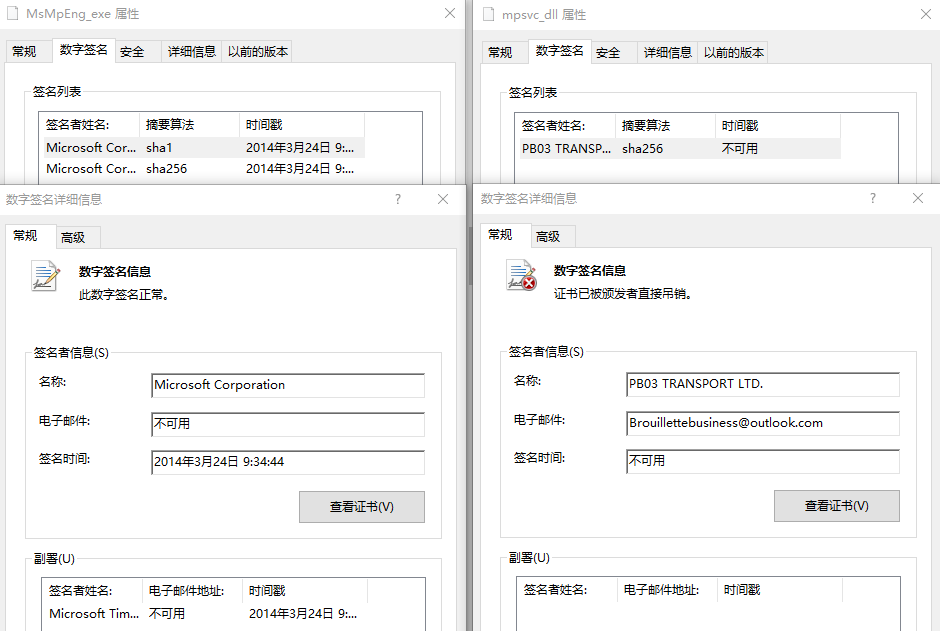 MsMpEng_exe 属性
常规 数字签名 安全 详细信息 以前的版本
签名列表
签名者姓名: 摘要算法 时间戳
Microsoft Cor... sha1 2014年3月24日 9:...
Microsoft Cor... sha256 2014年3月24日 9:...
数字签名详细信息 ?
常规 高级
数字签名信息
此数字签名正常。
签名者信息(S)
名称: Microsoft Corporation
电子邮件: 不可用
签名时间: 2014年3月24日 9:34:44
查看证书(V)
副署(U)
签名者姓名: 电子邮件地址: 时间戳
Microsoft Tim... 不可用 2014年3月24日 9:...
mpsvc_dll 属性
常规 数字签名 安全 详细信息 以前的版本
签名列表
签名者姓名: 摘要算法 时间戳
PB03 TRANSP... sha256 不可用
数字签名详细信息 ?
常规 高级
数字签名信息
证书已被颁发者直接吊销。
签名者信息(S)
名称: PB03 TRANSPORT LTD.
电子邮件: Brouillettebusiness@outlook.com
签名时间: 不可用
查看证书(V)
副署(U)
签名者姓名: 电子邮件地址: 时间戳